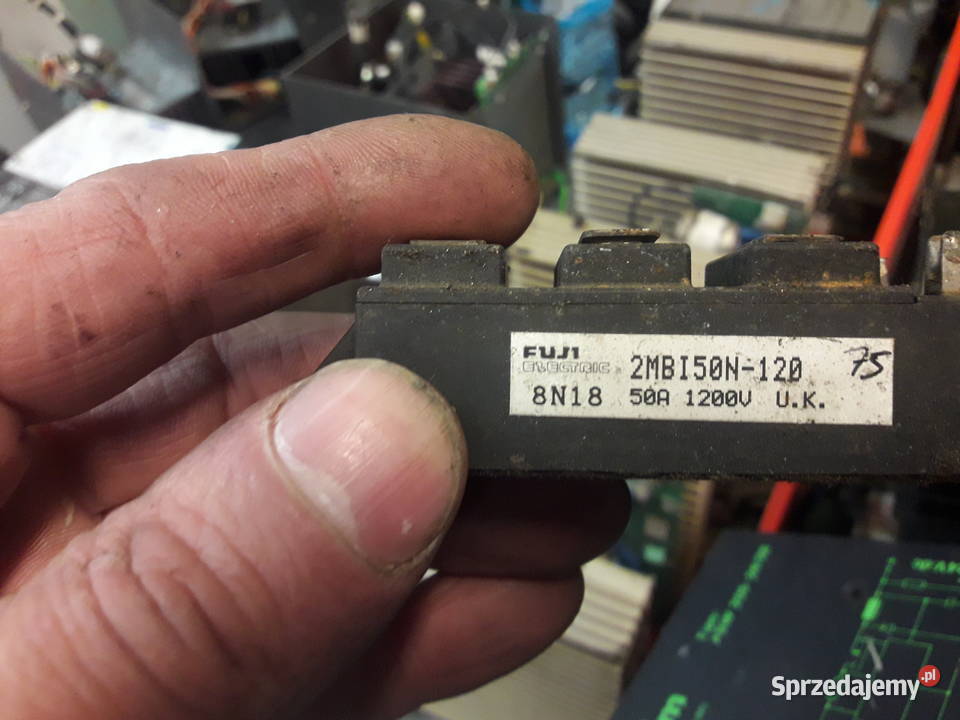 FUJI
ELECTRIC
2MBI50N-120
75
8N18 50A 1200V U.K.
Sprzedajemy.pl